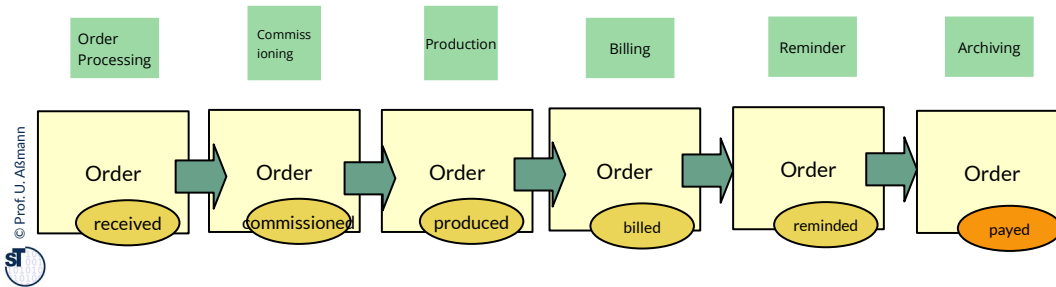 Order
Processing
Commiss
ioning
Production
Billing
Reminder
Archiving
Order
received
Order
commissioned
Order
produced
Order
billed
Order
reminded
Order
payed
© Prof. U. Aßmann
ST